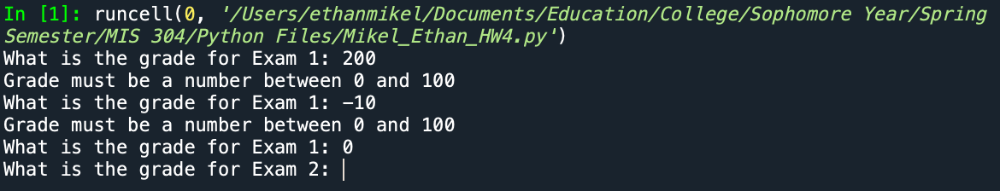 In [1]: runcell(0, '/Users/ethanmikel/Documents/Education/College/Sophomore Year/Spring
Semester/MIS 304/Python Files/Mikel_Ethan_HW4.py')
What is the grade for Exam 1: 200
Grade must be a number between 0 and 100
What is the grade for Exam 1: -10
Grade must be a number between 0 and 100
What is the grade for Exam 1: 0
What is the grade for Exam 2: